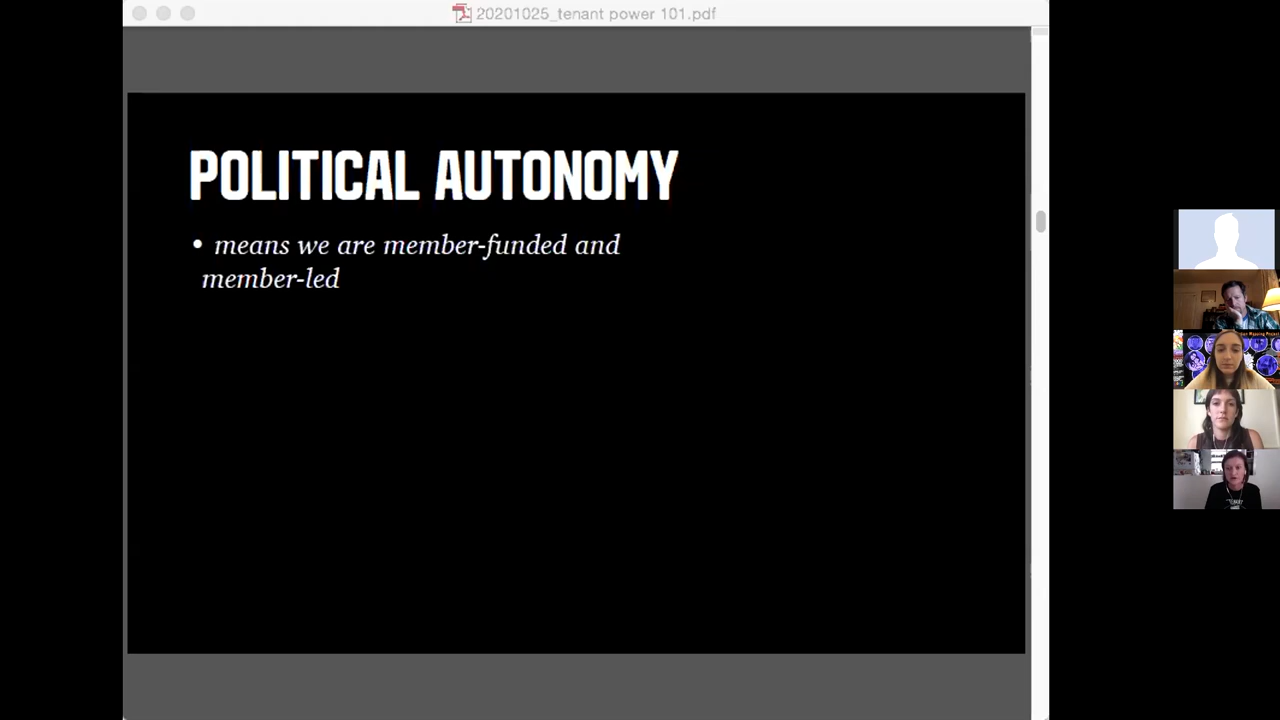 20201025_tenant power 101.pdf
POLITICAL AUTONOMY
• means we are member-funded and
member-led